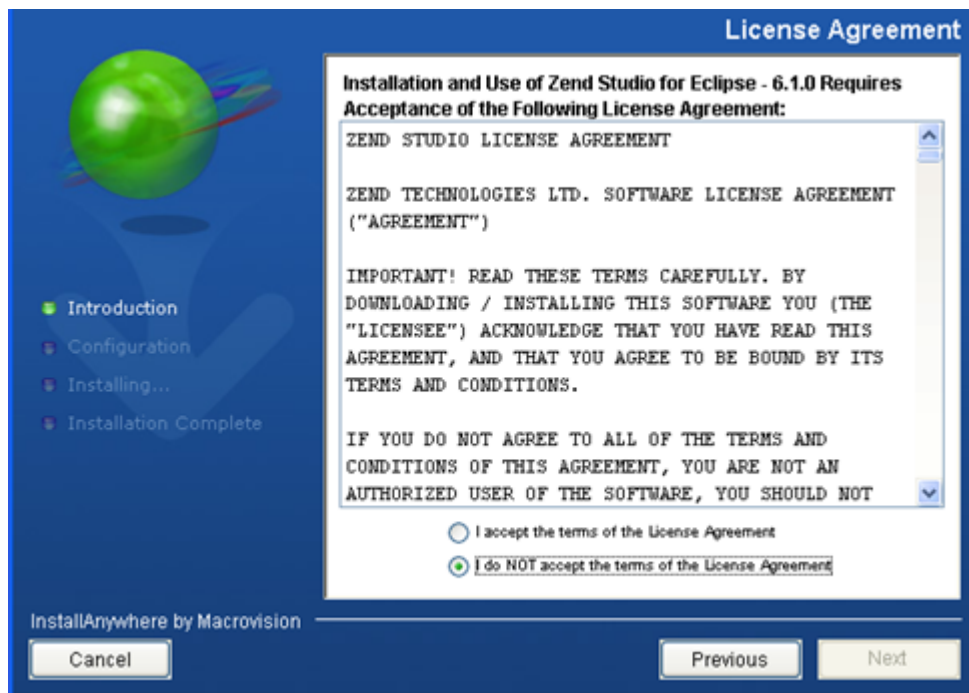 License Agreement
Installation and Use of Zend Studio for Eclipse - 6.1.0 Requires
Acceptance of the Following License Agreement:
ZEND STUDIO LICENSE AGREEMENT
ZEND TECHNOLOGIES LTD. SOFTWARE LICENSE AGREEMENT
("AGREEMENT")
IMPORTANT! READ THESE TERMS CAREFULLY. BY
DOWNLOADING / INSTALLING THIS SOFTWARE YOU (THE
"LICENSEE") ACKNOWLEDGE THAT YOU HAVE READ THIS
AGREEMENT, AND THAT YOU AGREE TO BE BOUND BY ITS
TERMS AND CONDITIONS.
IF YOU DO NOT AGREE TO ALL OF THE TERMS AND
CONDITIONS OF THIS AGREEMENT, YOU ARE NOT AN
AUTHORIZED USER OF THE SOFTWARE, YOU SHOULD NOT
I accept the terms of the License Agreement
I do NOT accept the terms of the License Agreement
Introduction
Configuration
Installing...
Installation Complete
InstallAnywhere by Macrovision
Cancel
Previous
Next